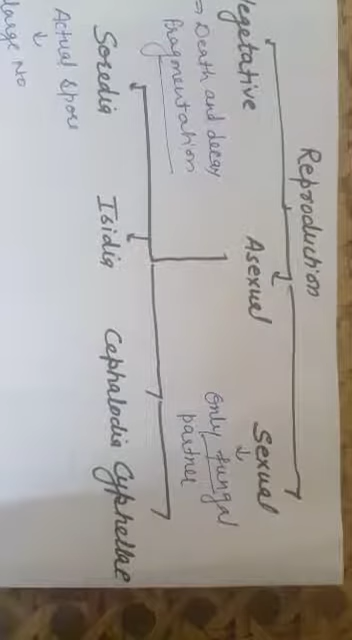 Reproduction
Vegetative Asexual Sexual
→ Death and decay
Fragmentation
↓
Only fungal
partner
Soredia Isidia Cephalodia Cyphellae
↓
Actual Spore
large No